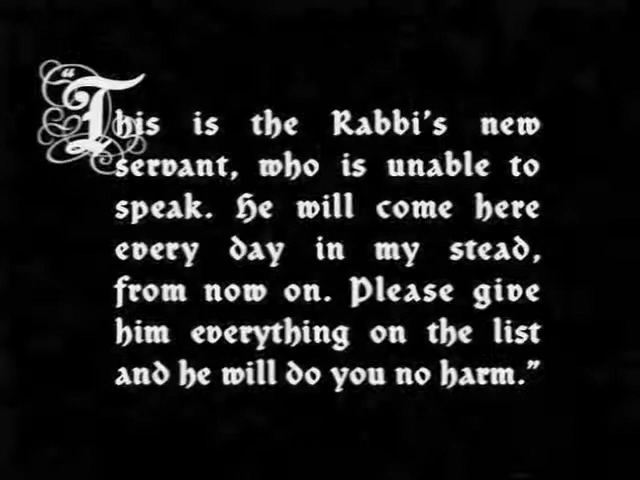 “This is the Rabbi's new
servant, who is unable to
speak. He will come here
every day in my stead,
from now on. Please give
him everything on the list
and he will do you no harm.”